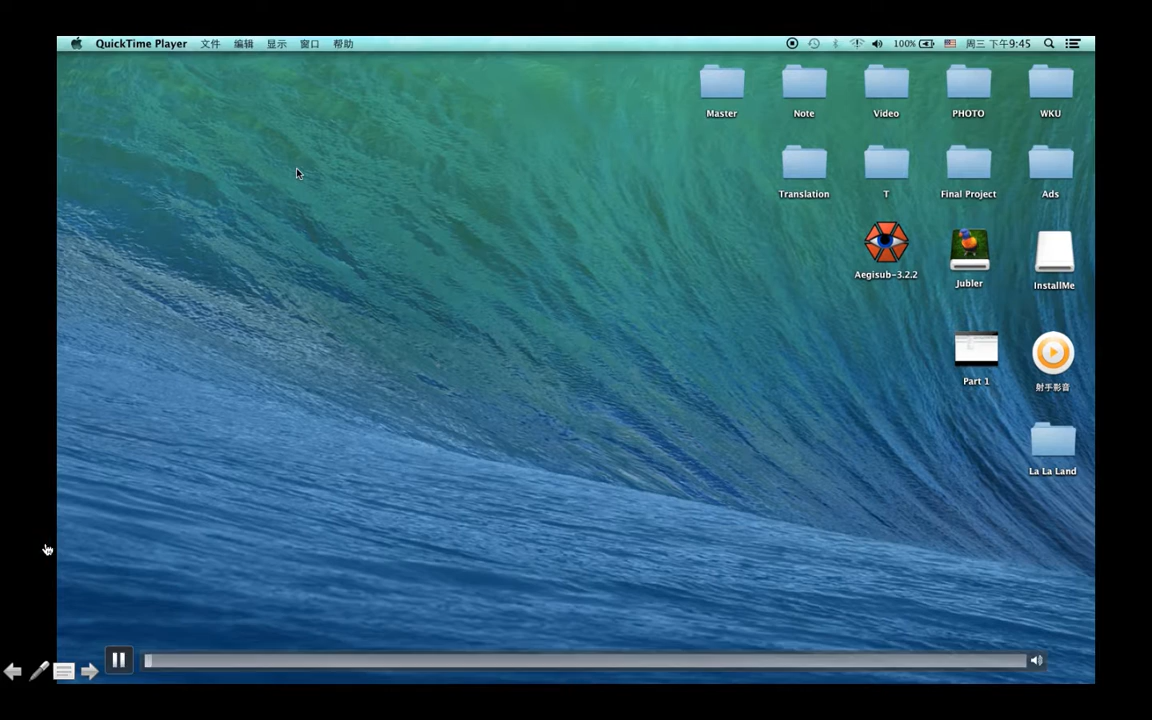 QuickTime Player 文件 编辑 显示 窗口 帮助 100% 周三 下午9:45
Master Note Video PHOTO WKU
Translation T Final Project Ads
Aegisub-3.2.2 Jubler InstallMe
Part 1 射手影音
La La Land